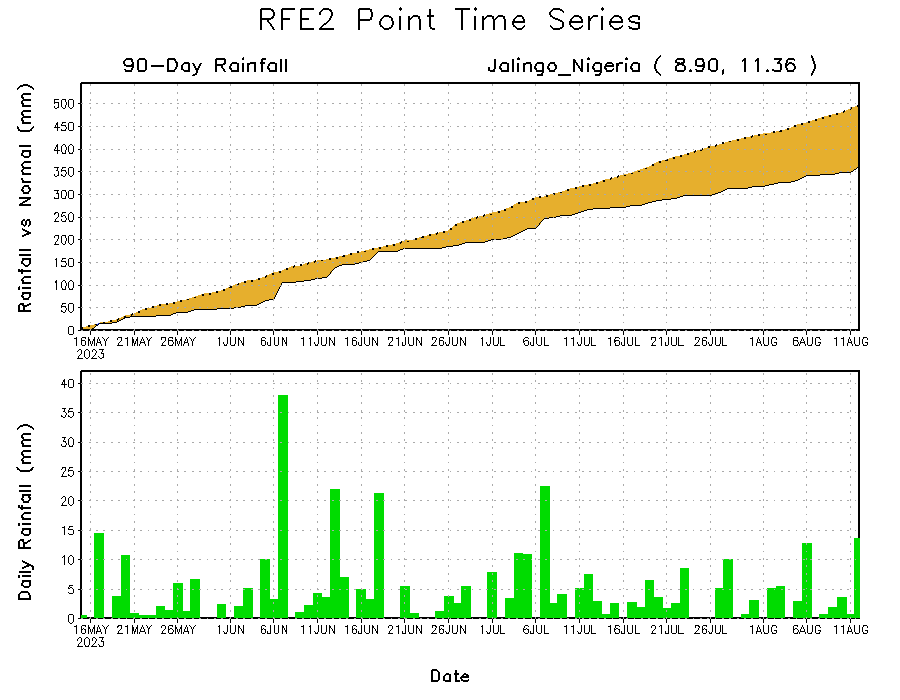 RFE2 Point Time Series
90-Day Rainfall
Jalingo_Nigeria ( 8.90, 11.36 )
Rainfall vs Normal (mm)
500
450
400
350
300
250
200
150
100
50
0
16MAY 21MAY 26MAY 1JUN 6JUN 11JUN 16JUN 21JUN 26JUN 1JUL 6JUL 11JUL 16JUL 21JUL 26JUL 1AUG 6AUG 11AUG
2023
Daily Rainfall (mm)
40
35
30
25
20
15
10
5
0
16MAY 21MAY 26MAY 1JUN 6JUN 11JUN 16JUN 21JUN 26JUN 1JUL 6JUL 11JUL 16JUL 21JUL 26JUL 1AUG 6AUG 11AUG
2023
Date